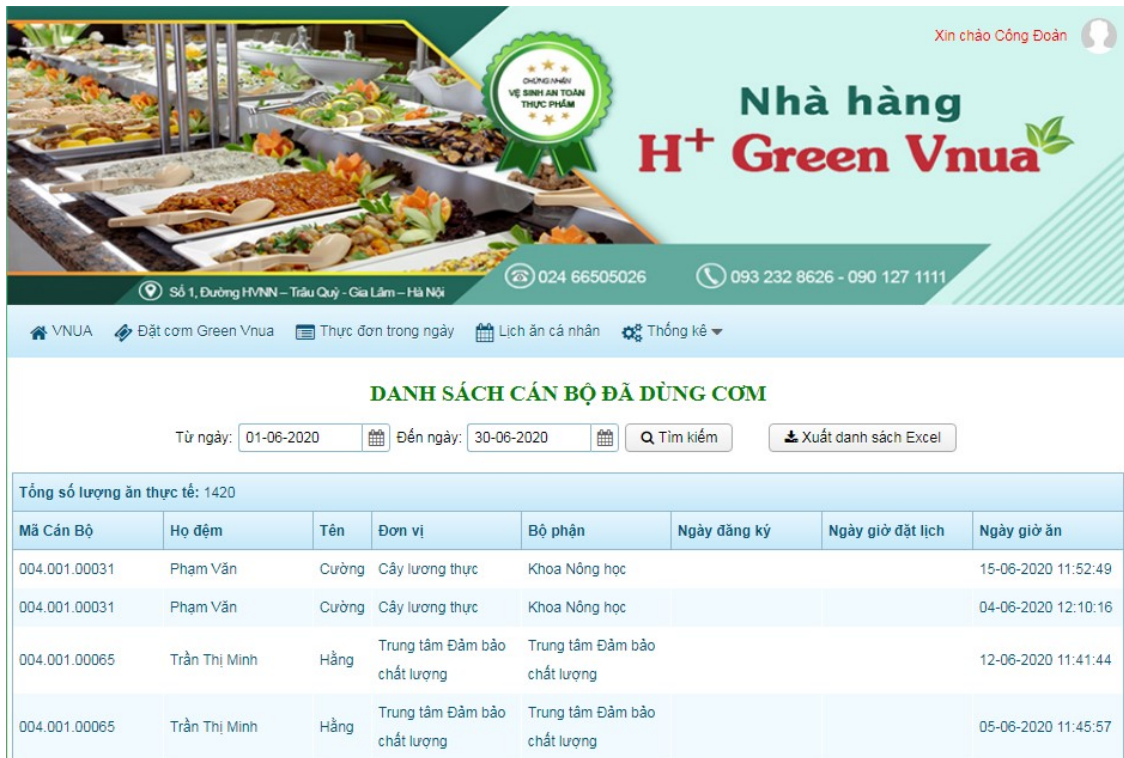 Xin chào Công Đoàn
CHỨNG NHẬN
VỆ SINH AN TOÀN
THỰC PHẨM
Nhà hàng
H+ Green Vnua
Số 1, Đường HVNN – Trâu Quỳ - Gia Lâm – Hà Nội
024 66505026
093 232 8626 - 090 127 1111
VNUA Đặt cơm Green Vnua Thực đơn trong ngày Lịch ăn cá nhân Thống kê
DANH SÁCH CÁN BỘ ĐÃ DÙNG CƠM
Từ ngày: 01-06-2020 Đến ngày: 30-06-2020 Tìm kiếm Xuất danh sách Excel
Tổng số lượng ăn thực tế: 1420
Mã Cán Bộ Họ đệm Tên Đơn vị Bộ phận Ngày đăng ký Ngày giờ đặt lịch Ngày giờ ăn
004.001.00031 Phạm Văn Cường Cây lương thực Khoa Nông học 15-06-2020 11:52:49
004.001.00031 Phạm Văn Cường Cây lương thực Khoa Nông học 04-06-2020 12:10:16
004.001.00065 Trần Thị Minh Hằng Trung tâm Đảm bảo chất lượng Trung tâm Đảm bảo chất lượng 12-06-2020 11:41:44
004.001.00065 Trần Thị Minh Hằng Trung tâm Đảm bảo chất lượng Trung tâm Đảm bảo chất lượng 05-06-2020 11:45:57